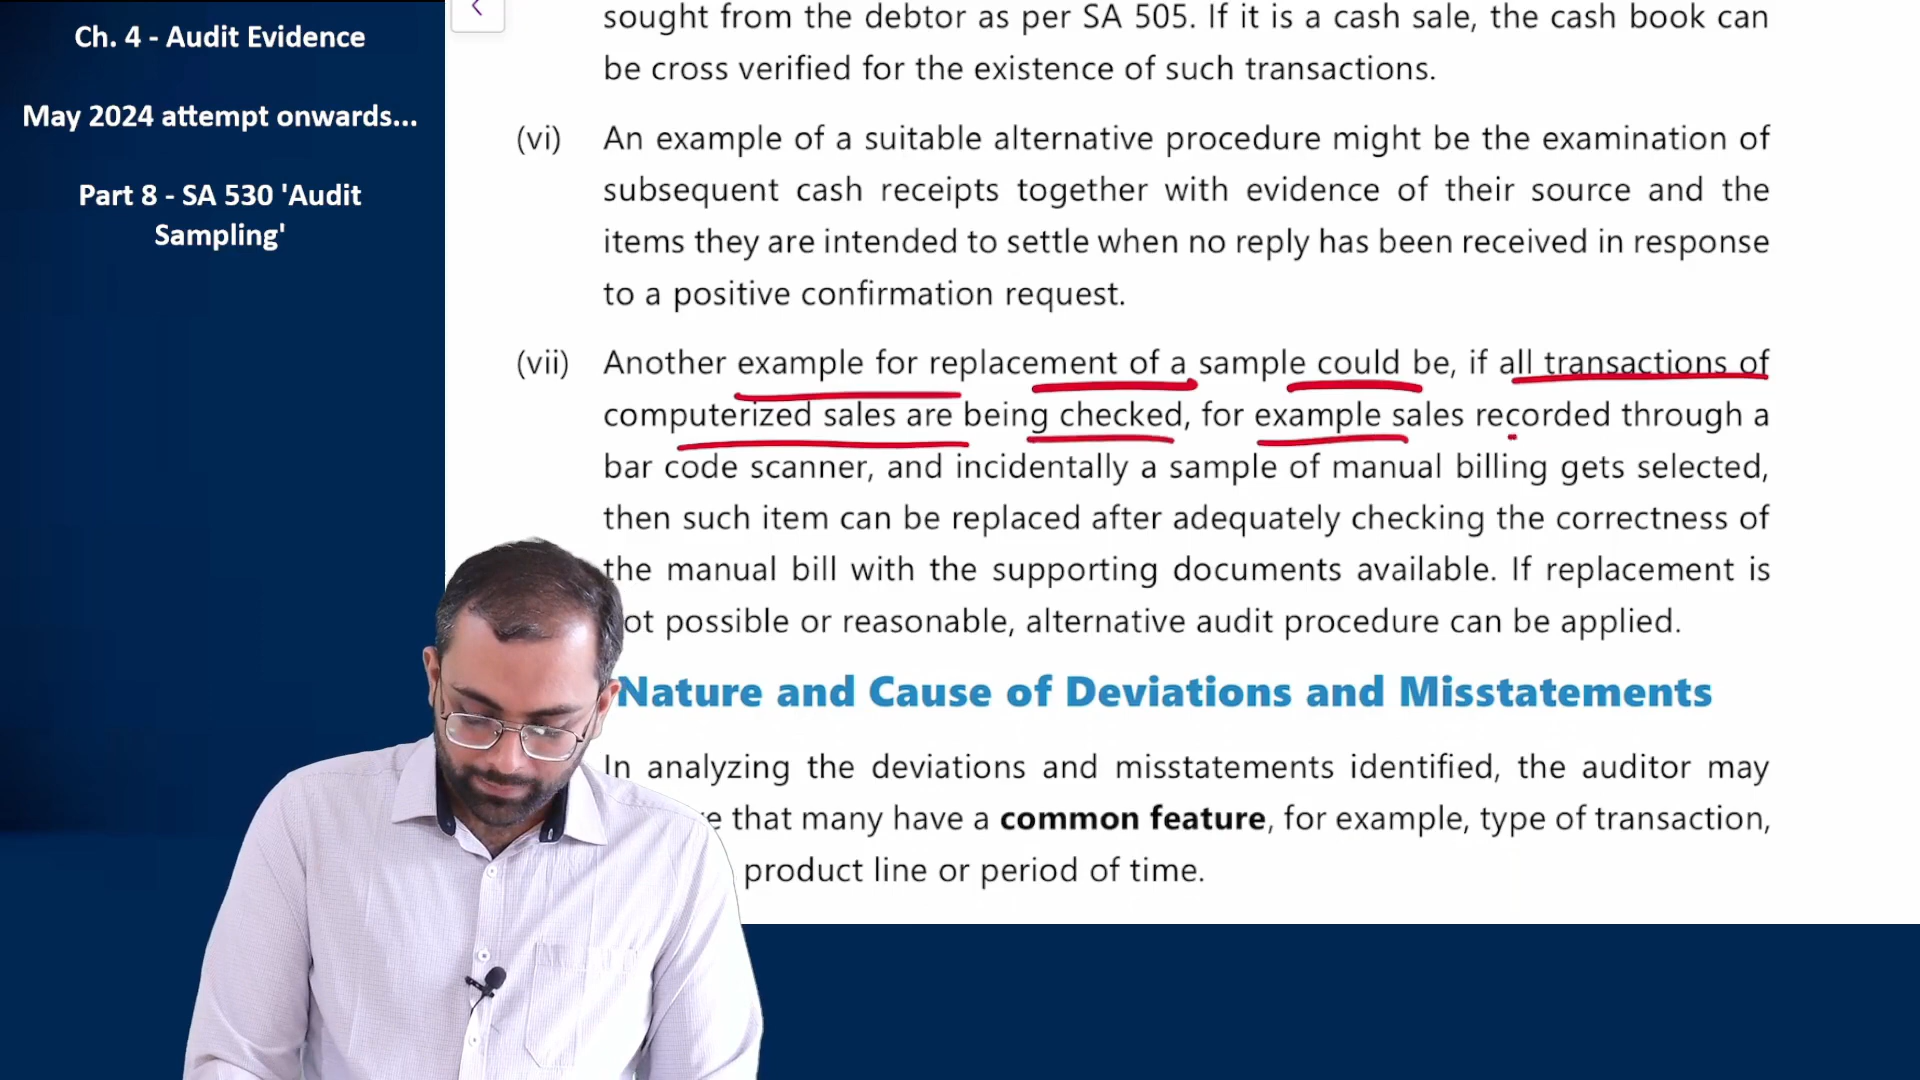 Ch. 4 - Audit Evidence
May 2024 attempt onwards...
Part 8 - SA 530 'Audit
Sampling'
sought from the debtor as per SA 505. If it is a cash sale, the cash book can
be cross verified for the existence of such transactions.
(vi) An example of a suitable alternative procedure might be the examination of
subsequent cash receipts together with evidence of their source and the
items they are intended to settle when no reply has been received in response
to a positive confirmation request.
(vii) Another example for replacement of a sample could be, if all transactions of
computerized sales are being checked, for example sales recorded through a
bar code scanner, and incidentally a sample of manual billing gets selected,
then such item can be replaced after adequately checking the correctness of
the manual bill with the supporting documents available. If replacement is
ot possible or reasonable, alternative audit procedure can be applied.
Nature and Cause of Deviations and Misstatements
In analyzing the deviations and misstatements identified, the auditor may
e that many have a common feature, for example, type of transaction,
product line or period of time.